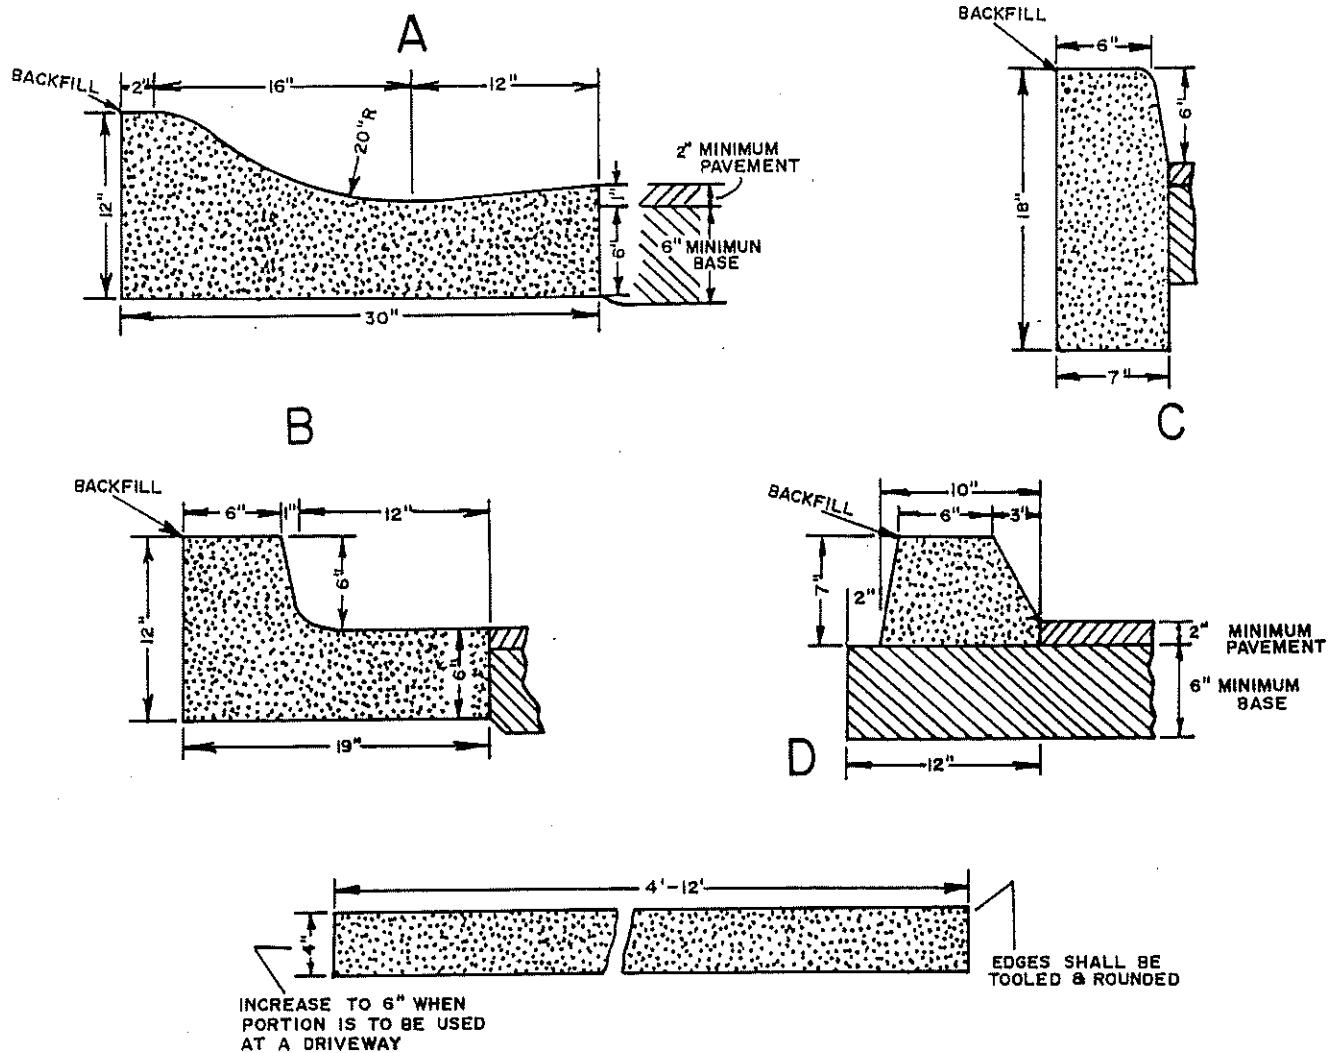 A
BACKFILL
2"
16"
12"
20"R
12"
2" MINIMUM
PAVEMENT
1"
6"
6" MINIMUN
BASE
30"
BACKFILL
6"
6"
18"
7"
C
B
BACKFILL
6"
1"
12"
6"
12"
6"
19"
BACKFILL
10"
6"
3"
7"
2"
2" MINIMUM
PAVEMENT
6" MINIMUM
BASE
D
12"
4'-12'
4"
INCREASE TO 6" WHEN
PORTION IS TO BE USED
AT A DRIVEWAY
EDGES SHALL BE
TOOLED & ROUNDED